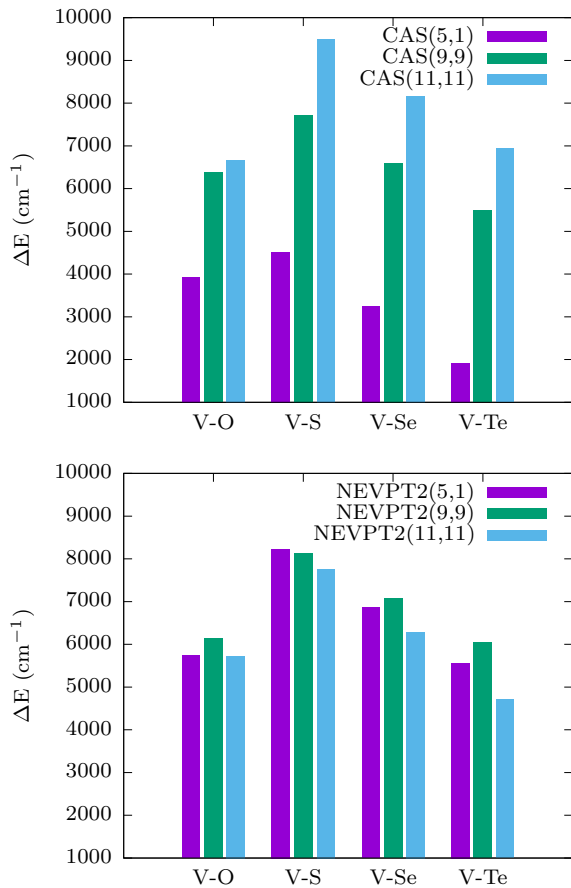 10000
9000
8000
7000
6000
5000
4000
3000
2000
1000
ΔE (cm⁻¹)
CAS(5,1)
CAS(9,9)
CAS(11,11)
V-O V-S V-Se V-Te
10000
9000
8000
7000
6000
5000
4000
3000
2000
1000
ΔE (cm⁻¹)
NEVPT2(5,1)
NEVPT2(9,9)
NEVPT2(11,11)
V-O V-S V-Se V-Te